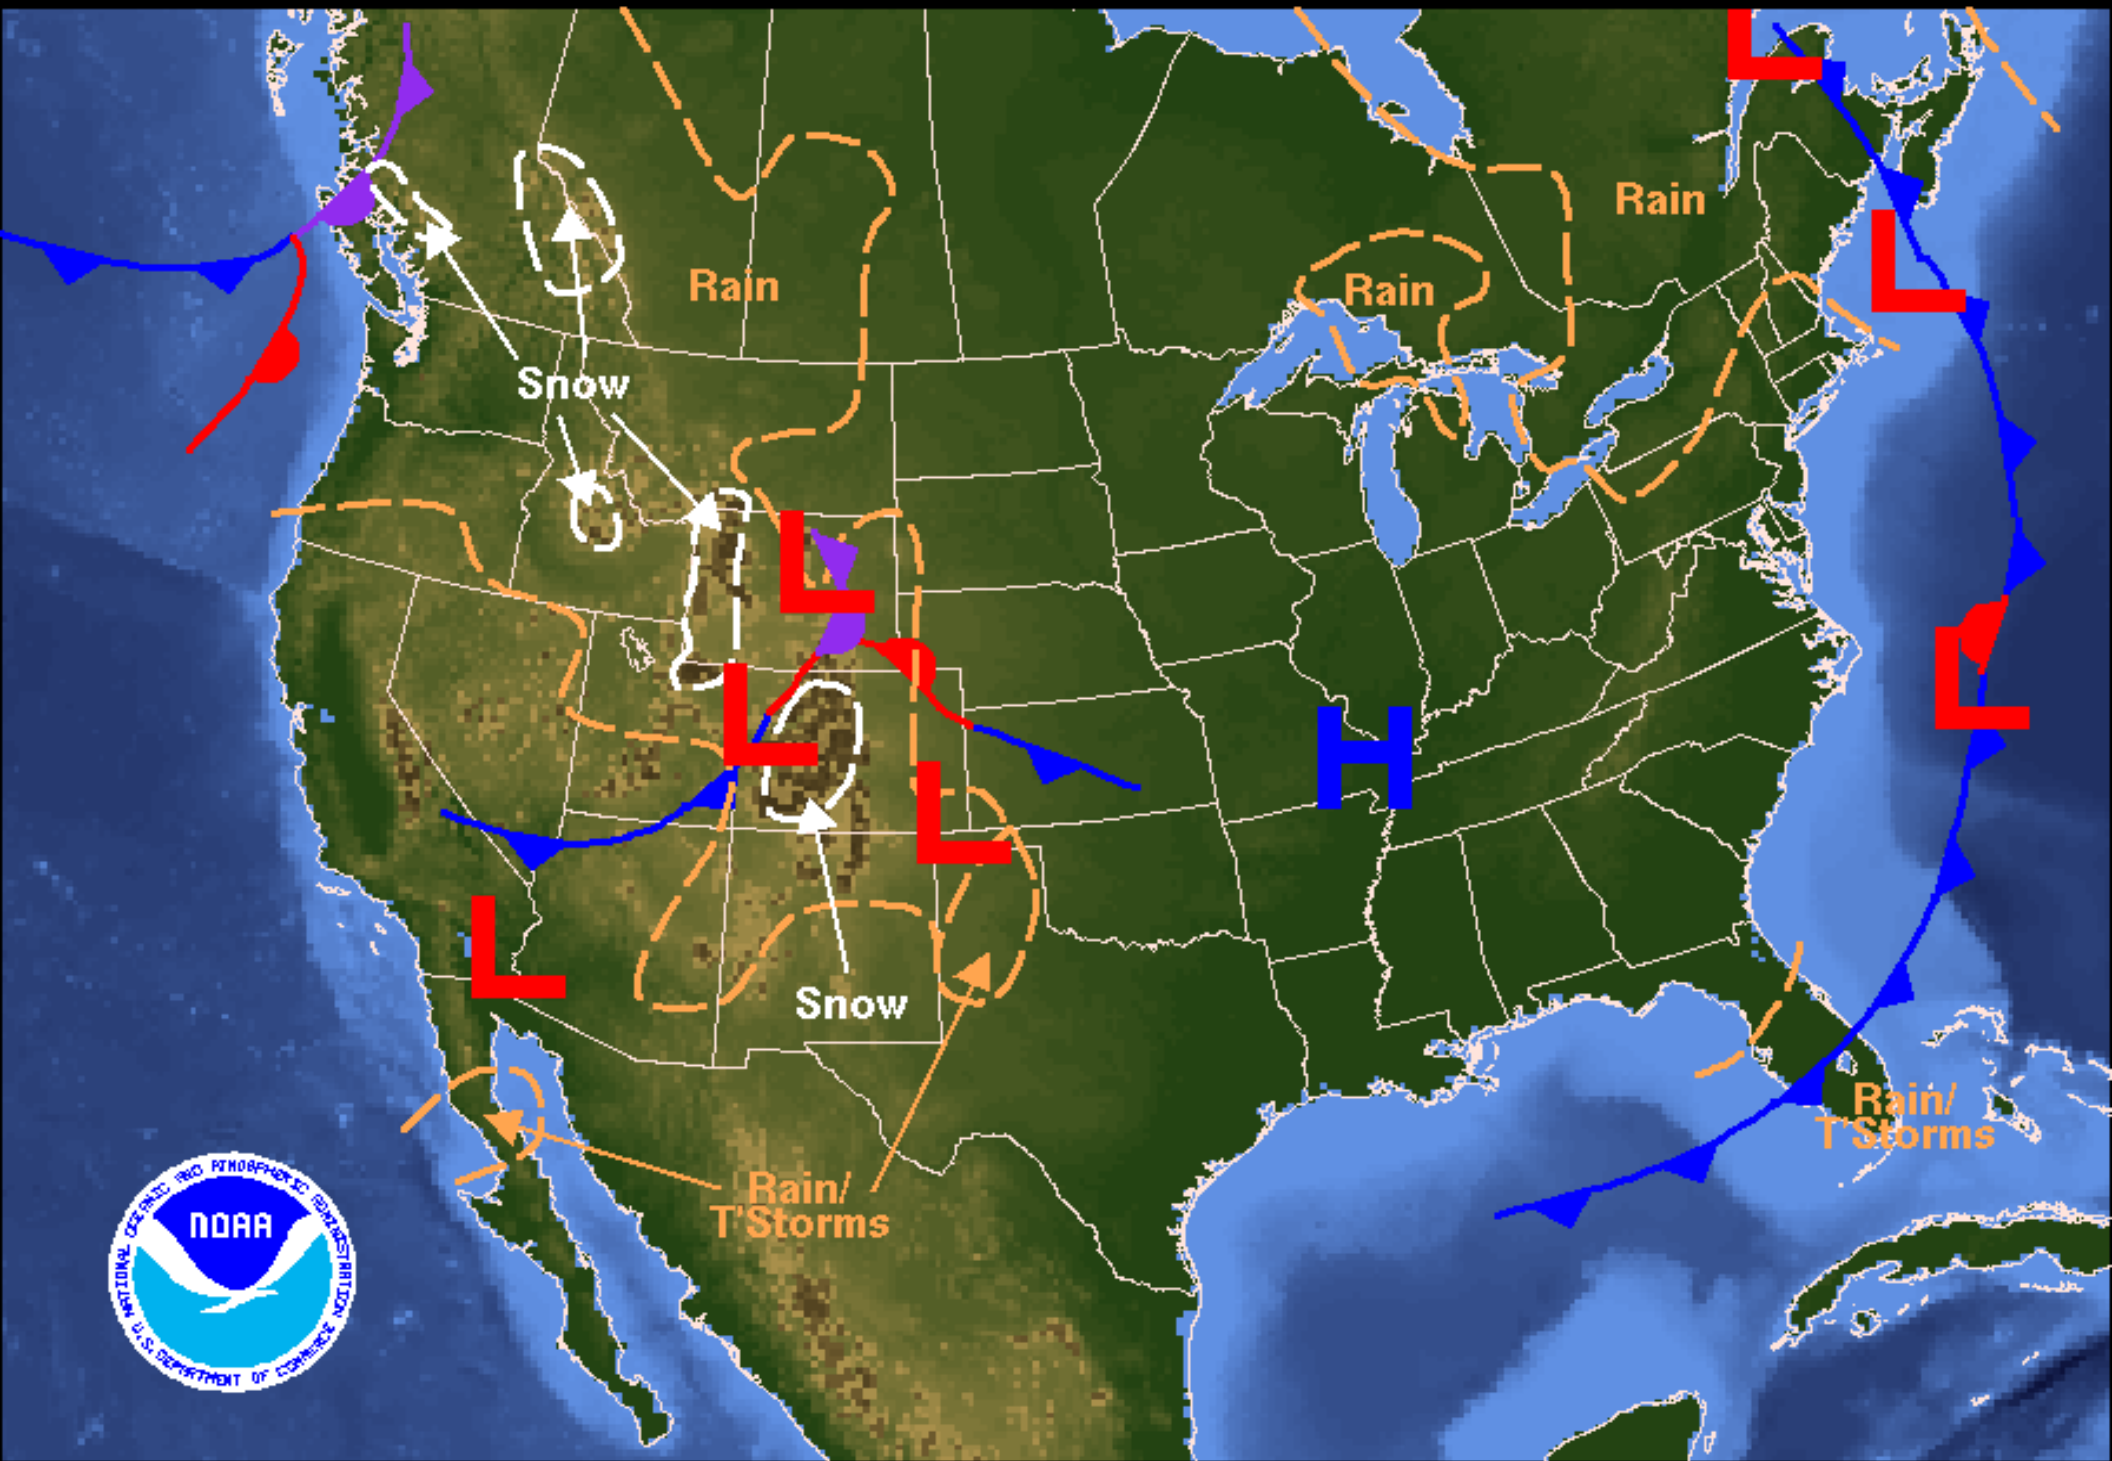 L
Rain
L
Rain
Rain
Snow
L
L
L
H
L
L
Snow
Rain/
T'Storms
Rain/
T'Storms
NATIONAL OCEANIC AND ATMOSPHERIC ADMINISTRATION
U.S. DEPARTMENT OF COMMERCE
NOAA